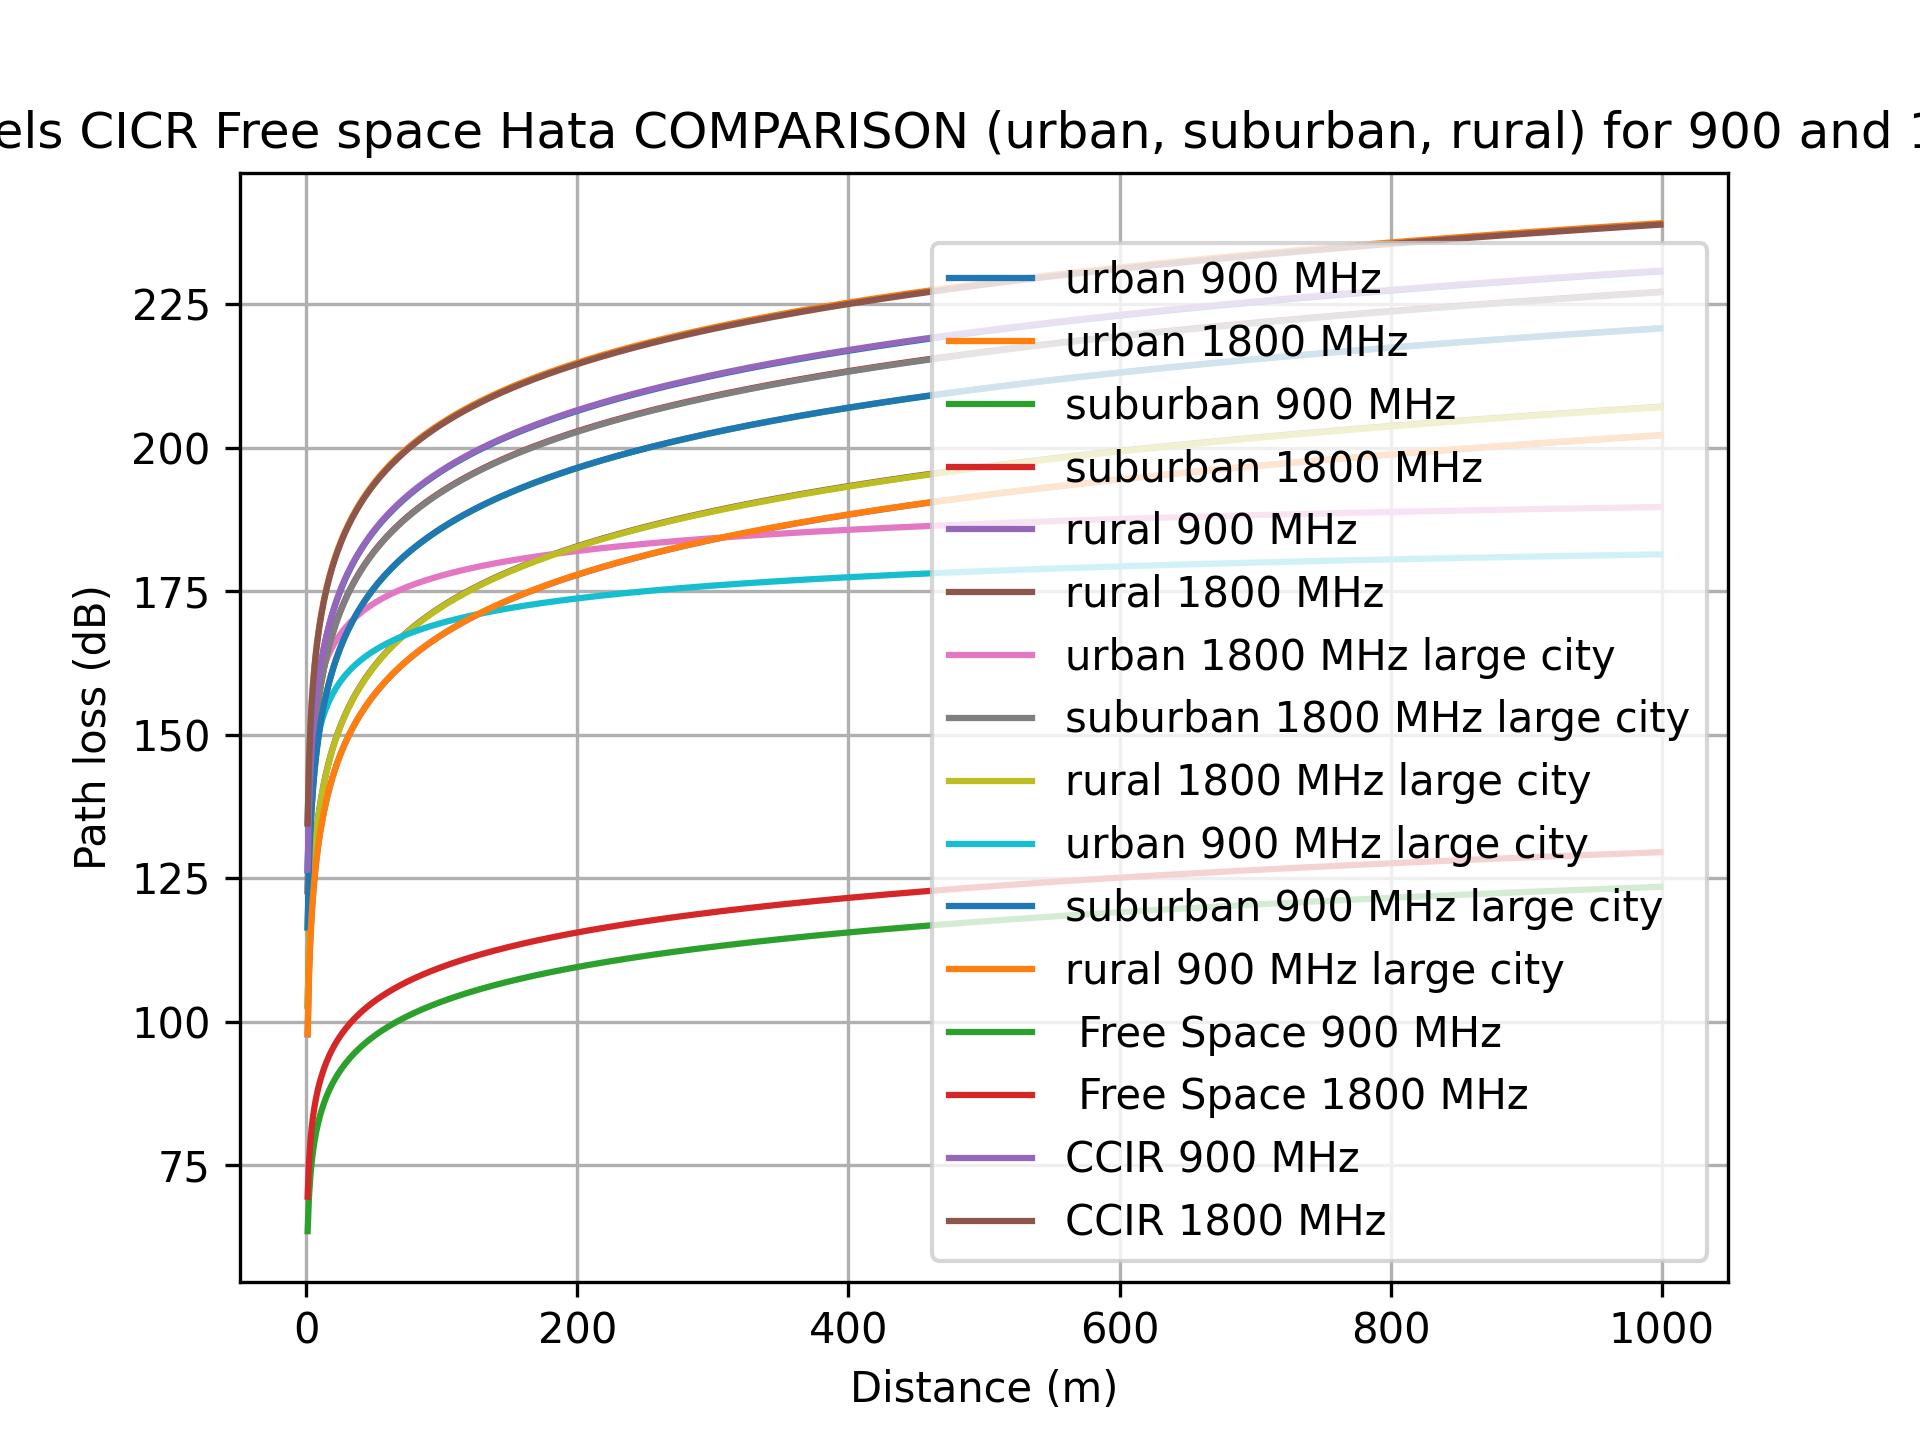 els CICR Free space Hata COMPARISON (urban, suburban, rural) for 900 and 1
225
200
175
150
125
100
75
Path loss (dB)
urban 900 MHz
urban 1800 MHz
suburban 900 MHz
suburban 1800 MHz
rural 900 MHz
rural 1800 MHz
urban 1800 MHz large city
suburban 1800 MHz large city
rural 1800 MHz large city
urban 900 MHz large city
suburban 900 MHz large city
rural 900 MHz large city
Free Space 900 MHz
Free Space 1800 MHz
CCIR 900 MHz
CCIR 1800 MHz
0 200 400 600 800 1000
Distance (m)